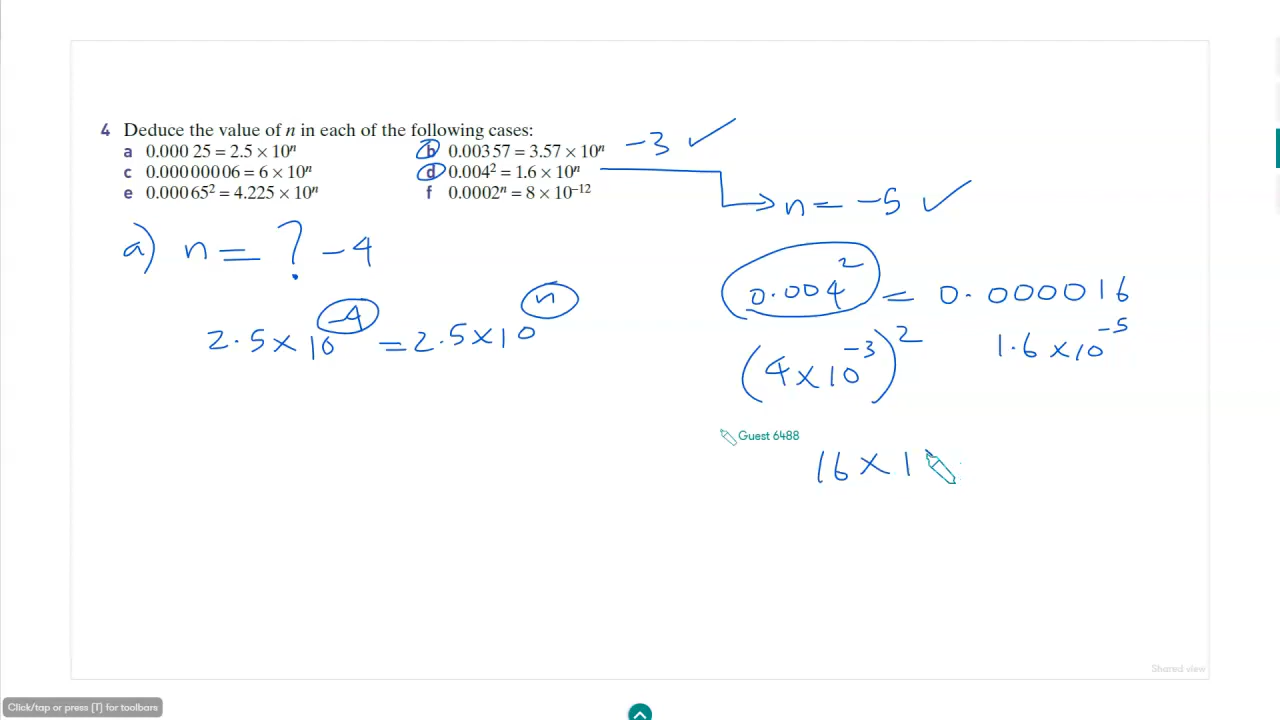 4 Deduce the value of n in each of the following cases:
a 0.000 25 = 2.5 × 10ⁿ b 0.003 57 = 3.57 × 10ⁿ -3 ✓
c 0.000 000 06 = 6 × 10ⁿ d 0.004² = 1.6 × 10ⁿ
e 0.000 65² = 4.225 × 10ⁿ f 0.0002ⁿ = 8 × 10⁻¹²
n = -5 ✓
a) n = ? -4
0.004² = 0.000016
2.5 × 10⁻⁴ = 2.5 × 10ⁿ
(4 × 10⁻³)² 1.6 × 10⁻⁵
Guest 6488
16 × 1
Shared view
Click/tap or press [T] for toolbars